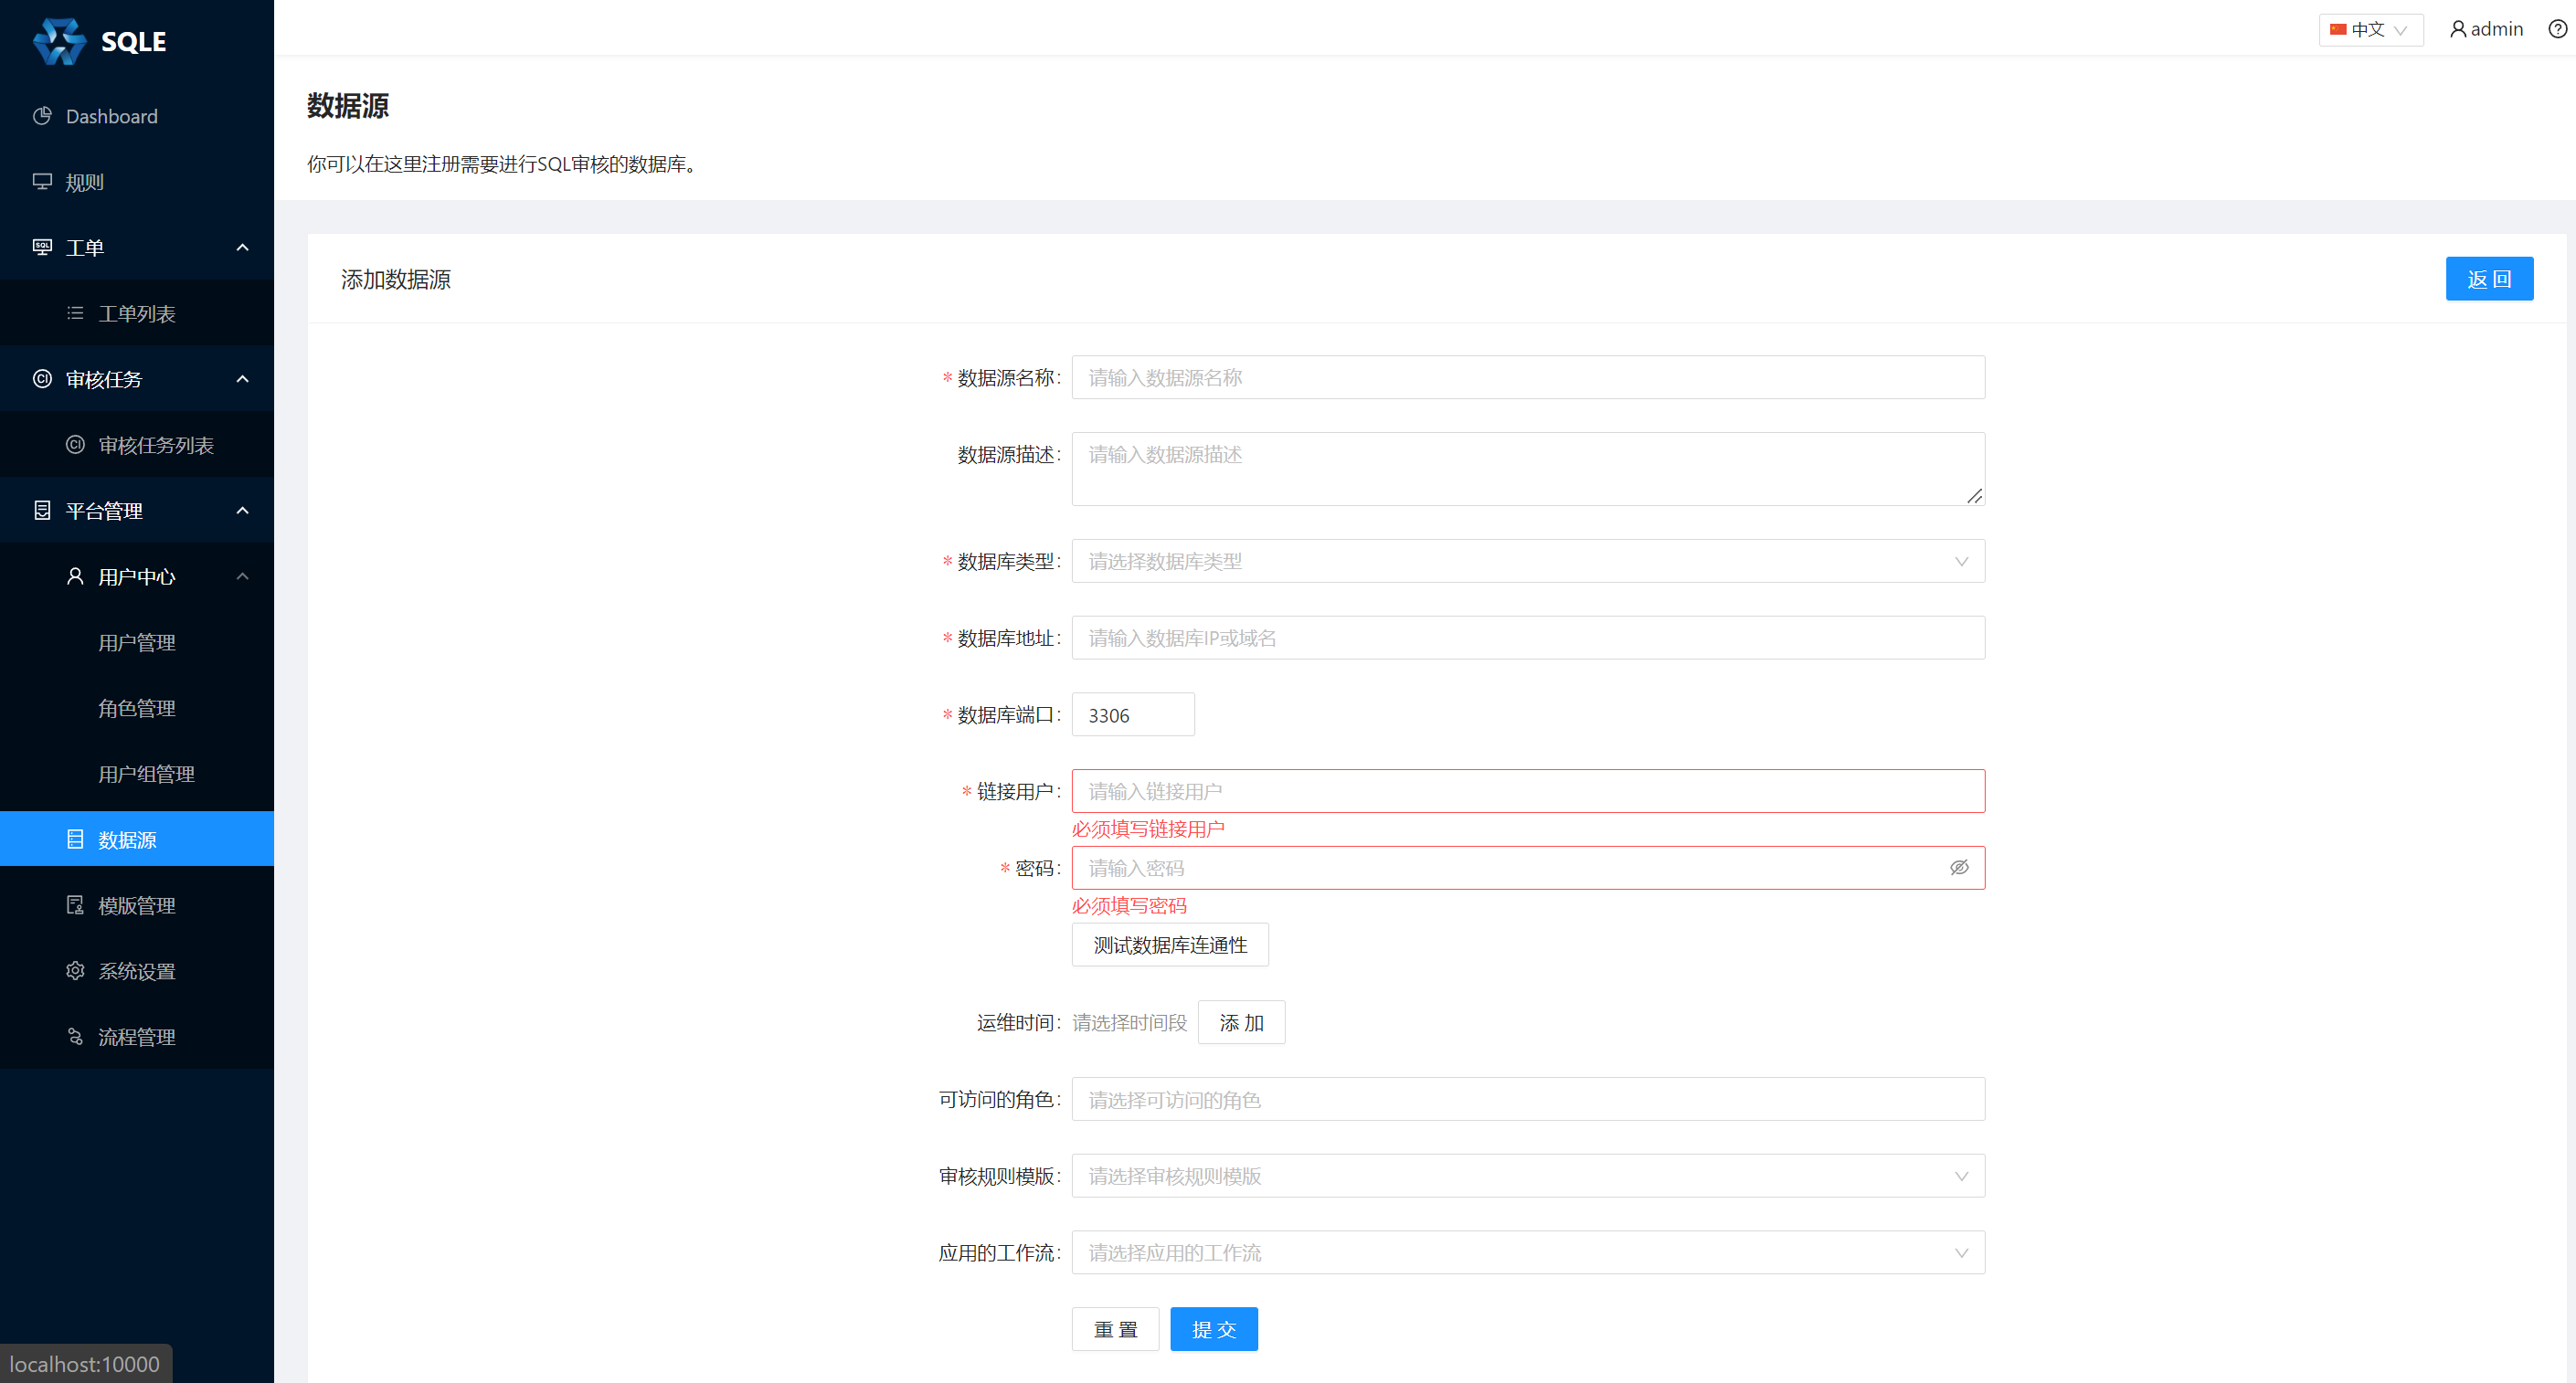 SQLE
Dashboard
规则
工单
工单列表
审核任务
审核任务列表
平台管理
用户中心
用户管理
角色管理
用户组管理
数据源
模版管理
系统设置
流程管理
localhost:10000
中文
admin
数据源
你可以在这里注册需要进行SQL审核的数据库。
添加数据源
返 回
* 数据源名称: 请输入数据源名称
数据源描述: 请输入数据源描述
* 数据库类型: 请选择数据库类型
* 数据库地址: 请输入数据库IP或域名
* 数据库端口: 3306
* 链接用户: 请输入链接用户
必须填写链接用户
* 密码: 请输入密码
必须填写密码
测试数据库连通性
运维时间: 请选择时间段 添 加
可访问的角色: 请选择可访问的角色
审核规则模版: 请选择审核规则模版
应用的工作流: 请选择应用的工作流
重 置 提 交